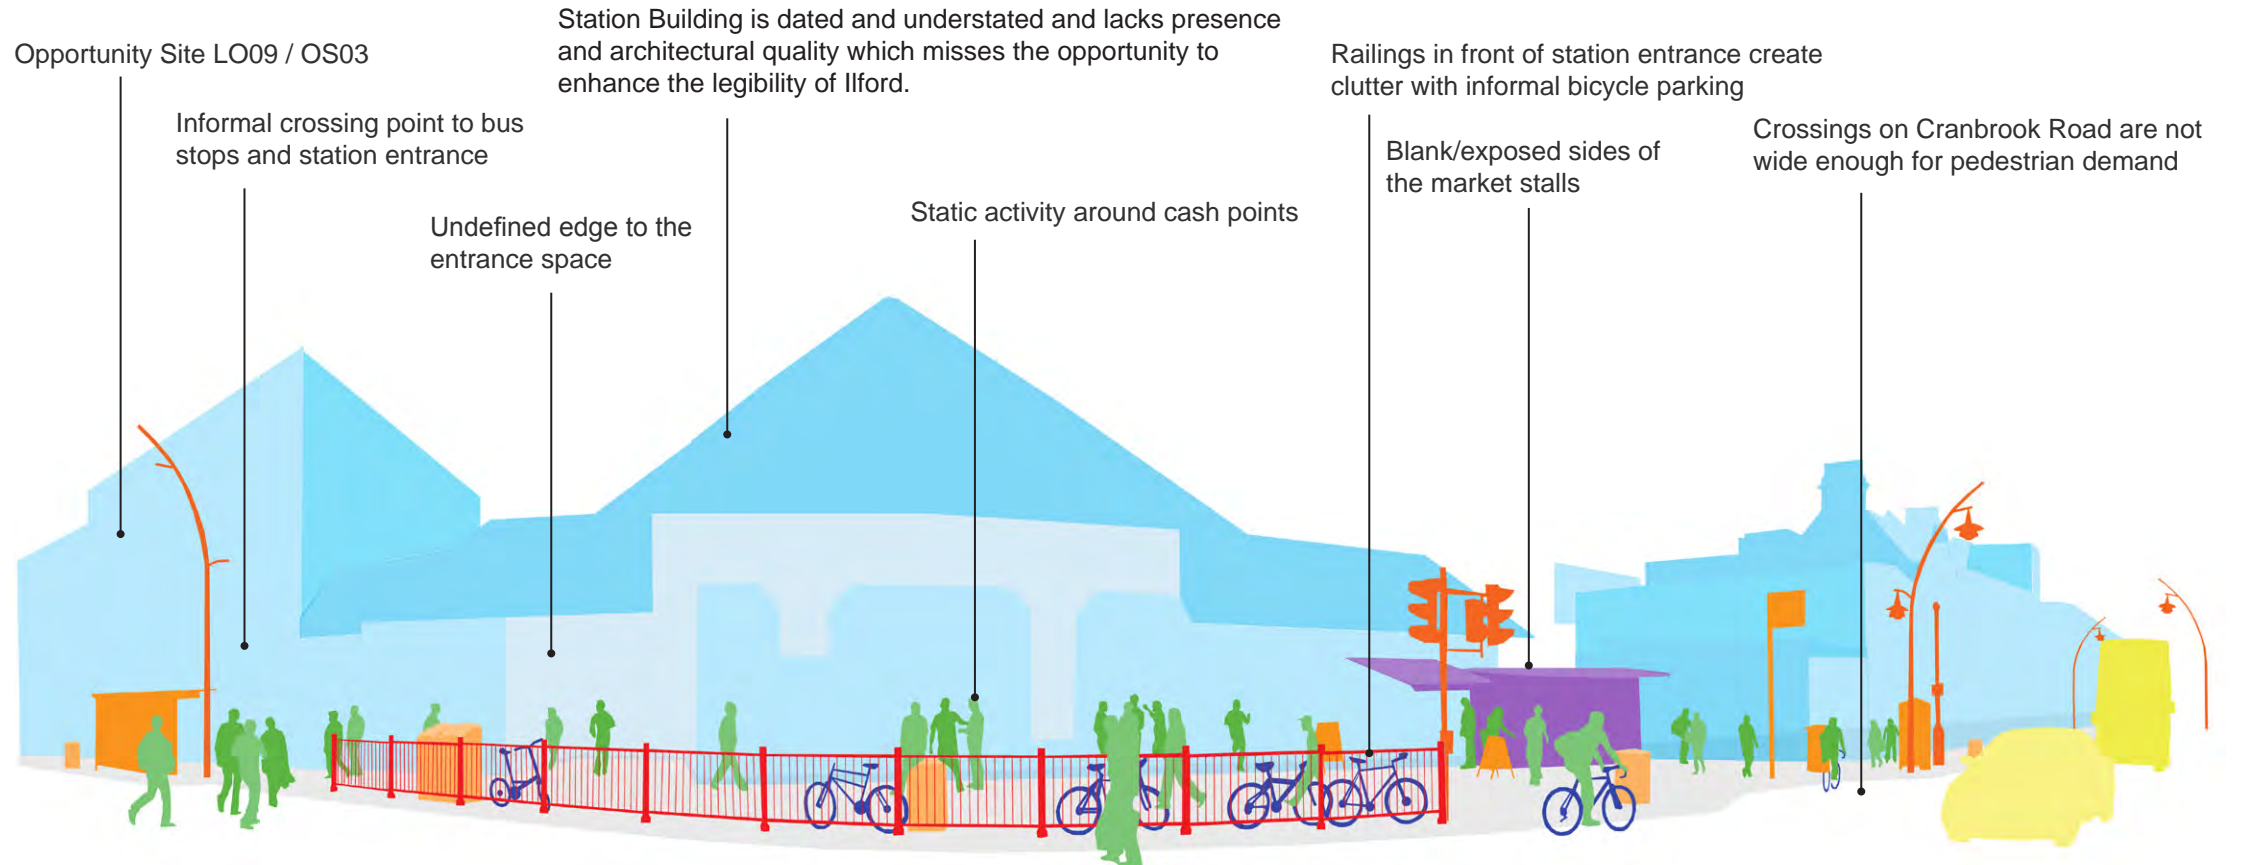 Opportunity Site LO09 / OS03
Informal crossing point to bus
stops and station entrance
Undefined edge to the
entrance space
Station Building is dated and understated and lacks presence
and architectural quality which misses the opportunity to
enhance the legibility of Ilford.
Static activity around cash points
Railings in front of station entrance create
clutter with informal bicycle parking
Blank/exposed sides of
the market stalls
Crossings on Cranbrook Road are not
wide enough for pedestrian demand